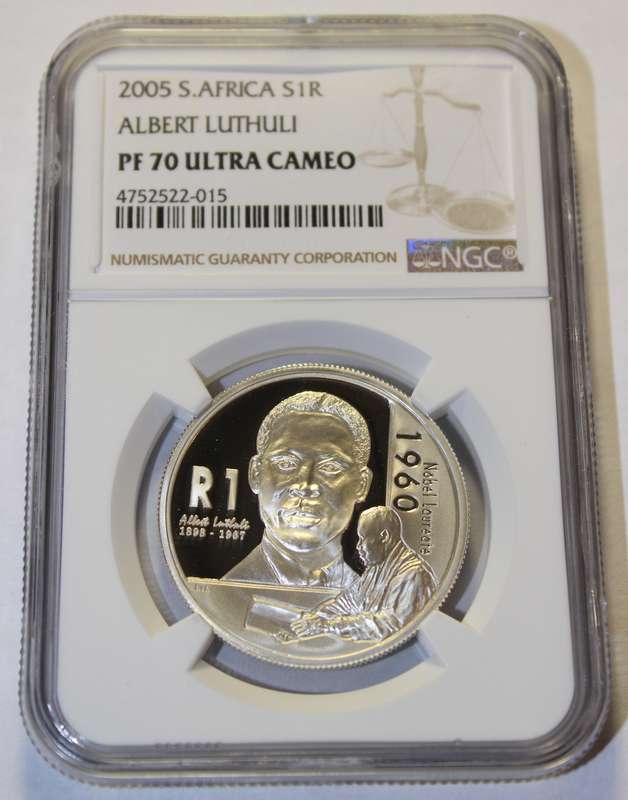 2005 S.AFRICA S1R
ALBERT LUTHULI
PF 70 ULTRA CAMEO
4752522-015
NUMISMATIC GUARANTY CORPORATION
NGC®
R1
Albert Luthuli
1898 - 1967
1960
Nobel Laureate